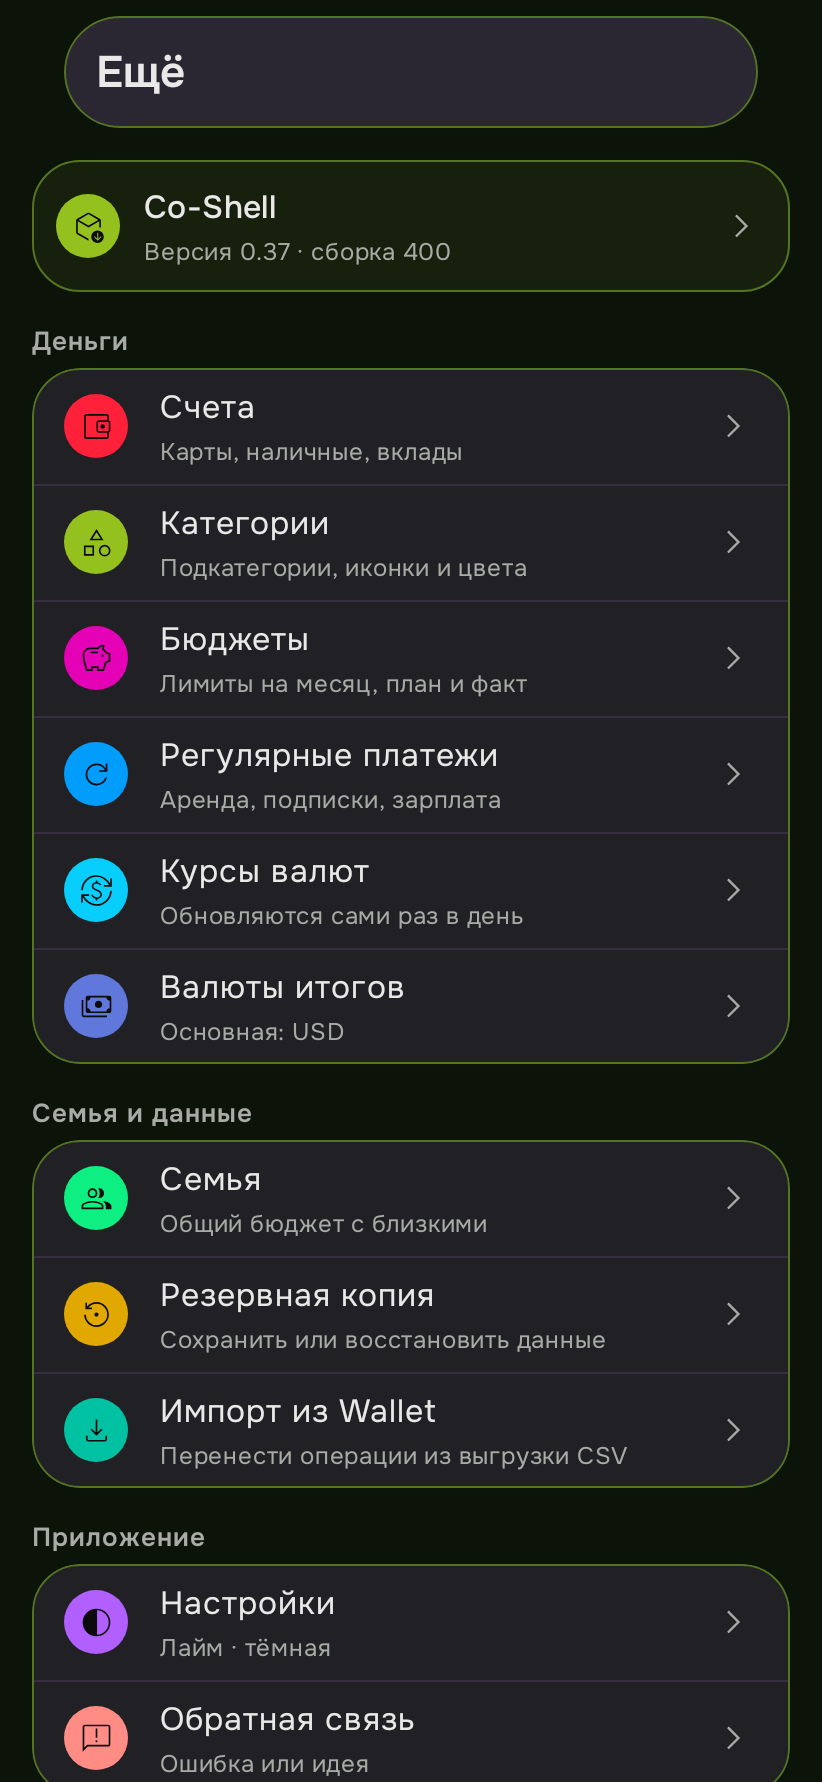 Ещё
Co-Shell
Версия 0.37 · сборка 400
Деньги
Счета
Карты, наличные, вклады
Категории
Подкатегории, иконки и цвета
Бюджеты
Лимиты на месяц, план и факт
Регулярные платежи
Аренда, подписки, зарплата
Курсы валют
Обновляются сами раз в день
Валюты итогов
Основная: USD
Семья и данные
Семья
Общий бюджет с близкими
Резервная копия
Сохранить или восстановить данные
Импорт из Wallet
Перенести операции из выгрузки CSV
Приложение
Настройки
Лайм · тёмная
Обратная связь
Ошибка или идея